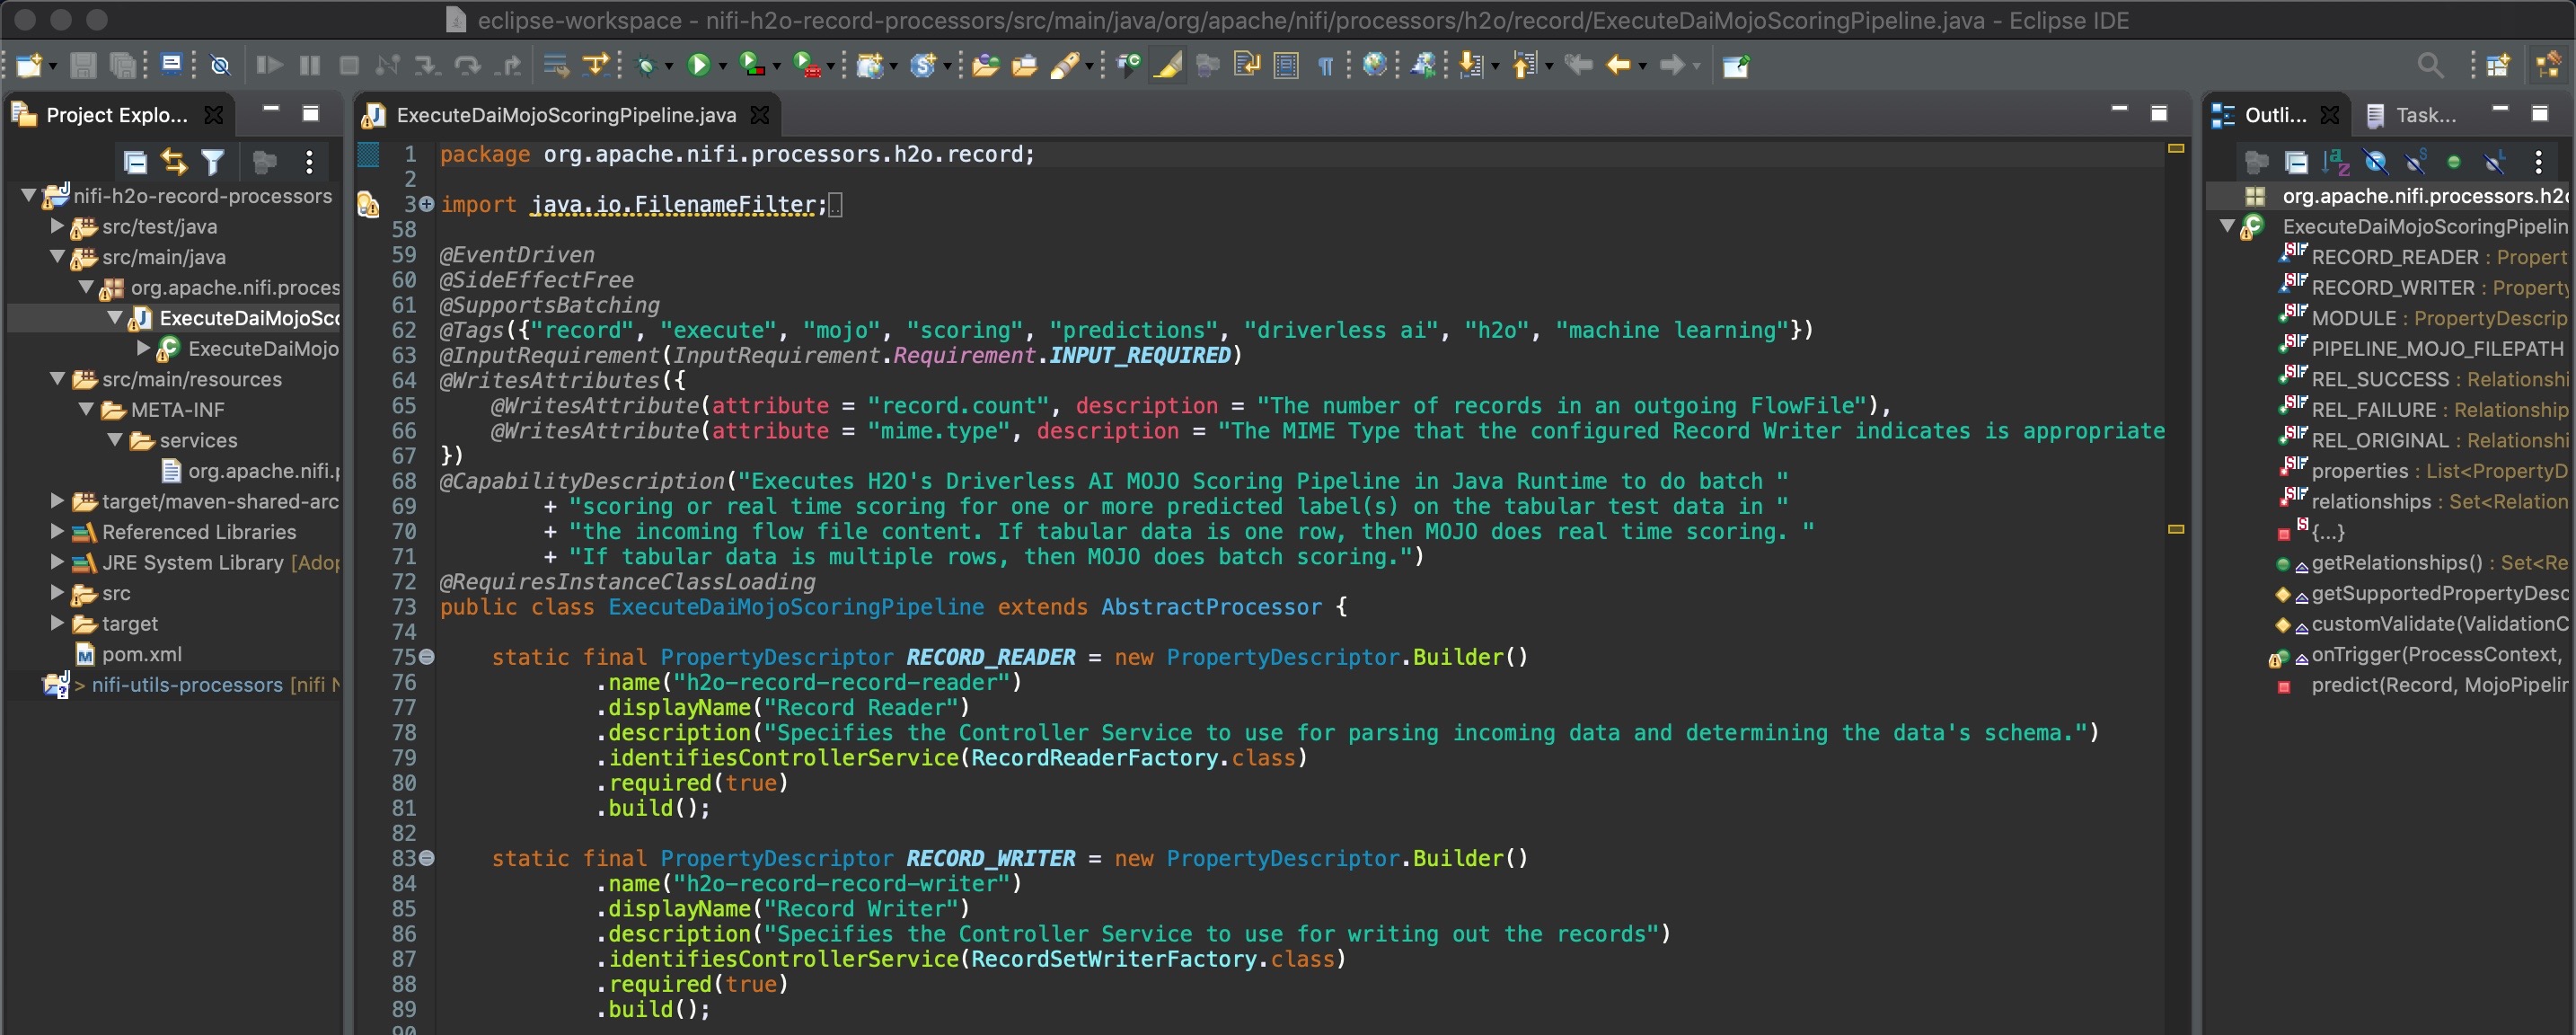 eclipse-workspace - nifi-h2o-record-processors/src/main/java/org/apache/nifi/processors/h2o/record/ExecuteDaiMojoScoringPipeline.java - Eclipse IDE
Project Explo...
nifi-h2o-record-processors
src/test/java
src/main/java
org.apache.nifi.proces
ExecuteDaiMojoSc
ExecuteDaiMojo
src/main/resources
META-INF
services
org.apache.nifi.
target/maven-shared-arc
Referenced Libraries
JRE System Library [Ado
src
target
pom.xml
> nifi-utils-processors [nifi N
ExecuteDaiMojoScoringPipeline.java
1 package org.apache.nifi.processors.h2o.record;
2
3 import java.io.FilenameFilter;
58
59 @EventDriven
60 @SideEffectFree
61 @SupportsBatching
62 @Tags({"record", "execute", "mojo", "scoring", "predictions", "driverless ai", "h2o", "machine learning"})
63 @InputRequirement(InputRequirement.Requirement.INPUT_REQUIRED)
64 @WritesAttributes({
65 @WritesAttribute(attribute = "record.count", description = "The number of records in an outgoing FlowFile"),
66 @WritesAttribute(attribute = "mime.type", description = "The MIME Type that the configured Record Writer indicates is appropriate
67 })
68 @CapabilityDescription("Executes H2O's Driverless AI MOJO Scoring Pipeline in Java Runtime to do batch "
69 + "scoring or real time scoring for one or more predicted label(s) on the tabular test data in "
70 + "the incoming flow file content. If tabular data is one row, then MOJO does real time scoring. "
71 + "If tabular data is multiple rows, then MOJO does batch scoring.")
72 @RequiresInstanceClassLoading
73 public class ExecuteDaiMojoScoringPipeline extends AbstractProcessor {
74
75 static final PropertyDescriptor RECORD_READER = new PropertyDescriptor.Builder()
76 .name("h2o-record-record-reader")
77 .displayName("Record Reader")
78 .description("Specifies the Controller Service to use for parsing incoming data and determining the data's schema.")
79 .identifiesControllerService(RecordReaderFactory.class)
80 .required(true)
81 .build();
82
83 static final PropertyDescriptor RECORD_WRITER = new PropertyDescriptor.Builder()
84 .name("h2o-record-record-writer")
85 .displayName("Record Writer")
86 .description("Specifies the Controller Service to use for writing out the records")
87 .identifiesControllerService(RecordSetWriterFactory.class)
88 .required(true)
89 .build();
90
Outli...
Task...
org.apache.nifi.processors.h2o
ExecuteDaiMojoScoringPipelin
RECORD_READER : Propert
RECORD_WRITER : Property
MODULE : PropertyDescrip
PIPELINE_MOJO_FILEPATH
REL_SUCCESS : Relationshi
REL_FAILURE : Relationship
REL_ORIGINAL : Relationshi
properties : List<PropertyD
relationships : Set<Relation
{...}
getRelationships() : Set<Re
getSupportedPropertyDesc
customValidate(ValidationC
onTrigger(ProcessContext,
predict(Record, MojoPipelin